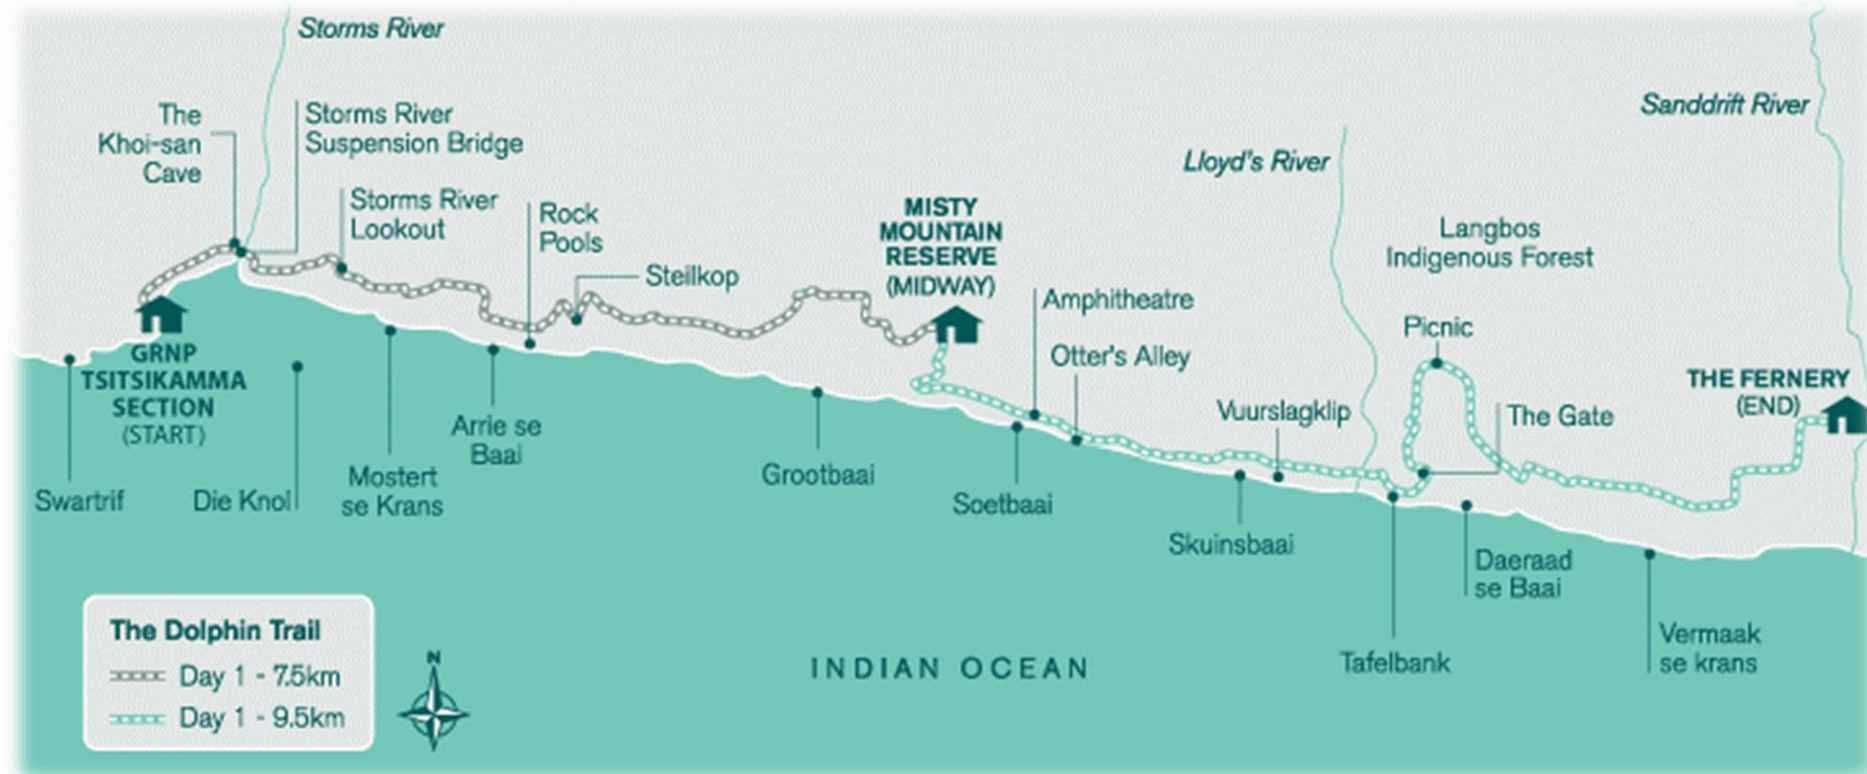 Storms River
The
Khoi-san
Cave
Storms River
Suspension Bridge
Storms River
Lookout
Rock
Pools
Steilkop
MISTY
MOUNTAIN
RESERVE
(MIDWAY)
Amphitheatre
Otter's Alley
Lloyd's River
Vuurslagklip
Langbos
Indigenous Forest
Picnic
The Gate
Sanddrift River
THE FERNERY
(END)
GRNP
TSITSIKAMMA
SECTION
(START)
Swartrif
Die Knol
Mostert
se Krans
Arrie se
Baai
Grootbaai
Soetbaai
Skuinsbaai
Tafelbank
Daeraad
se Baai
Vermaak
se krans
INDIAN OCEAN
The Dolphin Trail
Day 1 - 7.5km
Day 1 - 9.5km
N